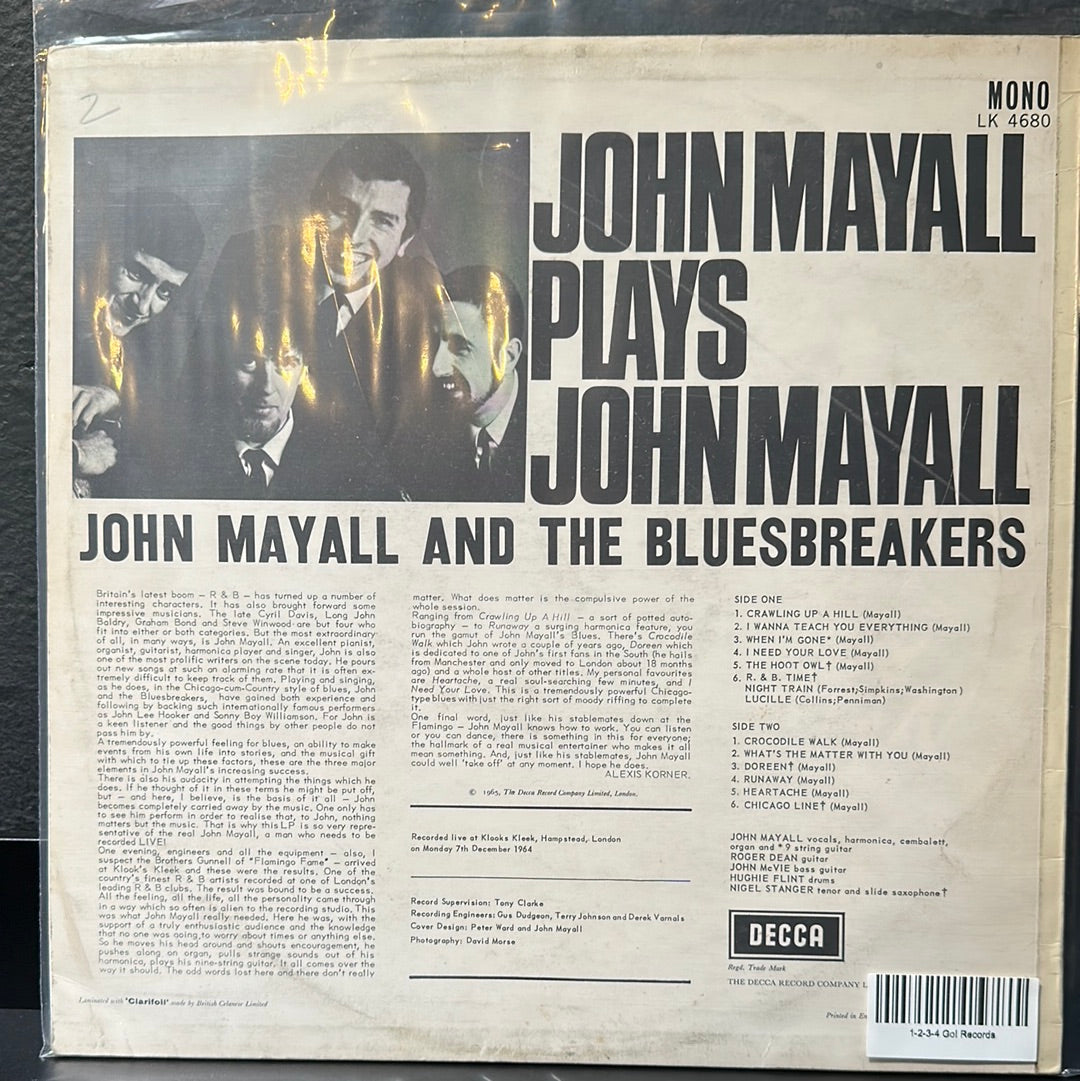 2
MONO
LK 4680
JOHN MAYALL
PLAYS
JOHN MAYALL
JOHN MAYALL AND THE BLUESBREAKERS
Britain's latest boom – R & B – has turned up a number of
interesting characters. It has also brought forward some
impressive musicians. The late Cyril Davis, Long John
Baldry, Graham Bond and Steve Winwood are but four who
fit into either or both categories. But the most extraordinary
of all, in many ways, is John Mayall. An excellent pianist,
organist, guitarist, harmonica player and singer, John is also
one of the most prolific writers on the scene today. He pours
out new songs at such an alarming rate that it is often ex-
tremely difficult to keep track of them. Playing and singing,
as he does, in the Chicago-cum-Country style of blues, John
and the Bluesbreakers, have gained both experience and
following by backing such internationally famous performers
as John Lee Hooker and Sonny Boy Williamson. For John is
a keen listener and the good things by other people do not
pass him by.
A tremendously powerful feeling for blues, an ability to make
events from his own life into stories, and the musical gift
with which to tie up these factors, these are the three major
elements in John Mayall's increasing success.
There is also his audacity in attempting the things which he
does. If he thought of it in these terms he might be put off,
but – and here, I believe, is the basis of it all – John
becomes completely carried away by the music. One only has
to see him perform in order to realise that, to John, nothing
matters but the music. That is why this LP is so very repre-
sentative of the real John Mayall, a man who needs to be
recorded LIVE!
One evening, engineers and all the equipment – also, I
suspect the Brothers Gunnell of "Flamingo Fame" – arrived
at Klook's Kleek and these were the results. One of the
country's finest R & B artists recorded at one of London's
leading R & B clubs. The result was bound to be a success.
All the feeling, all the life, all the personality came through
in a way which so often is alien to the recording studio. This
was what John Mayall really needed. Here he was, with the
support of a truly enthusiastic audience and the knowledge
that no one was going to worry about times or anything else.
So he moves his head around and shouts encouragement, he
pushes along on organ, pulls strange sounds out of his
harmonica, plays his nine-string guitar. It all comes over the
way it should. The odd words lost here and there don't really
matter. What does matter is the compulsive power of the
whole session.
Ranging from Crawling Up A Hill – a sort of potted auto-
biography – to Runaway a surging harmonica feature, you
run the gamut of John Mayall's Blues. There's Crocodile
Walk which John wrote a couple of years ago, Doreen which
is dedicated to one of John's first fans in the South (he hails
from Manchester and only moved to London about 18 months
ago) and a whole host of other titles. My personal favourites
are Heartache, a real soul-searching few minutes, and I
Need Your Love. This is a tremendously powerful Chicago-
type blues with just the right sort of moody riffing to complete
it.
One final word, just like his stablemates down at the
Flamingo – John Mayall knows how to work. You can listen
or you can dance, there is something in this for everyone;
the hallmark of a real musical entertainer who makes it all
mean something. And, just like his stablemates, John Mayall
could well 'take off' at any moment. I hope he does.
ALEXIS KORNER.
© 1965, The Decca Record Company Limited, London.
Recorded live at Klooks Kleek, Hampstead, London
on Monday 7th December 1964
Record Supervision: Tony Clarke
Recording Engineers: Gus Dudgeon, Terry Johnson and Derek Varnals
Cover Design: Peter Ward and John Mayall
Photography: David Morse
SIDE ONE
1. CRAWLING UP A HILL (Mayall)
2. I WANNA TEACH YOU EVERYTHING (Mayall)
3. WHEN I'M GONE* (Mayall)
4. I NEED YOUR LOVE (Mayall)
5. THE HOOT OWL† (Mayall)
6. R. & B. TIME†
NIGHT TRAIN (Forrest;Simpkins;Washington)
LUCILLE (Collins;Penniman)
SIDE TWO
1. CROCODILE WALK (Mayall)
2. WHAT'S THE MATTER WITH YOU (Mayall)
3. DOREEN† (Mayall)
4. RUNAWAY (Mayall)
5. HEARTACHE (Mayall)
6. CHICAGO LINE† (Mayall)
JOHN MAYALL vocals, harmonica, cembalett,
organ and * 9 string guitar
ROGER DEAN guitar
JOHN McVIE bass guitar
HUGHIE FLINT drums
NIGEL STANGER tenor and slide saxophone†
DECCA
Regd. Trade Mark
THE DECCA RECORD COMPANY L
Printed in En
Laminated with 'Clarifoil' made by British Celanese Limited
1-2-3-4 Go! Records